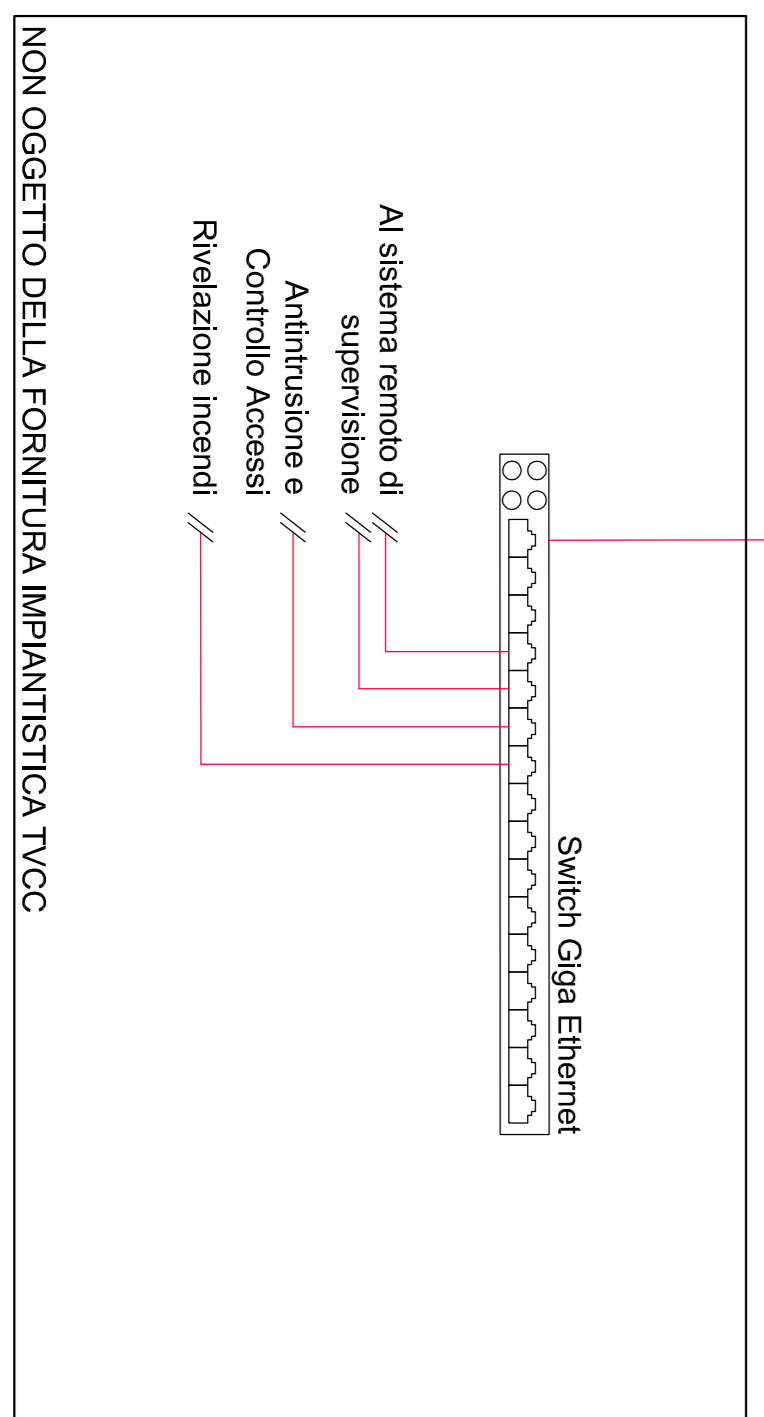 Switch Giga Ethernet
Al sistema remoto di
supervisione
Antintrusione e
Controllo Accessi
Rivelazione incendi
NON OGGETTO DELLA FORNITURA IMPIANTISTICA TVCC